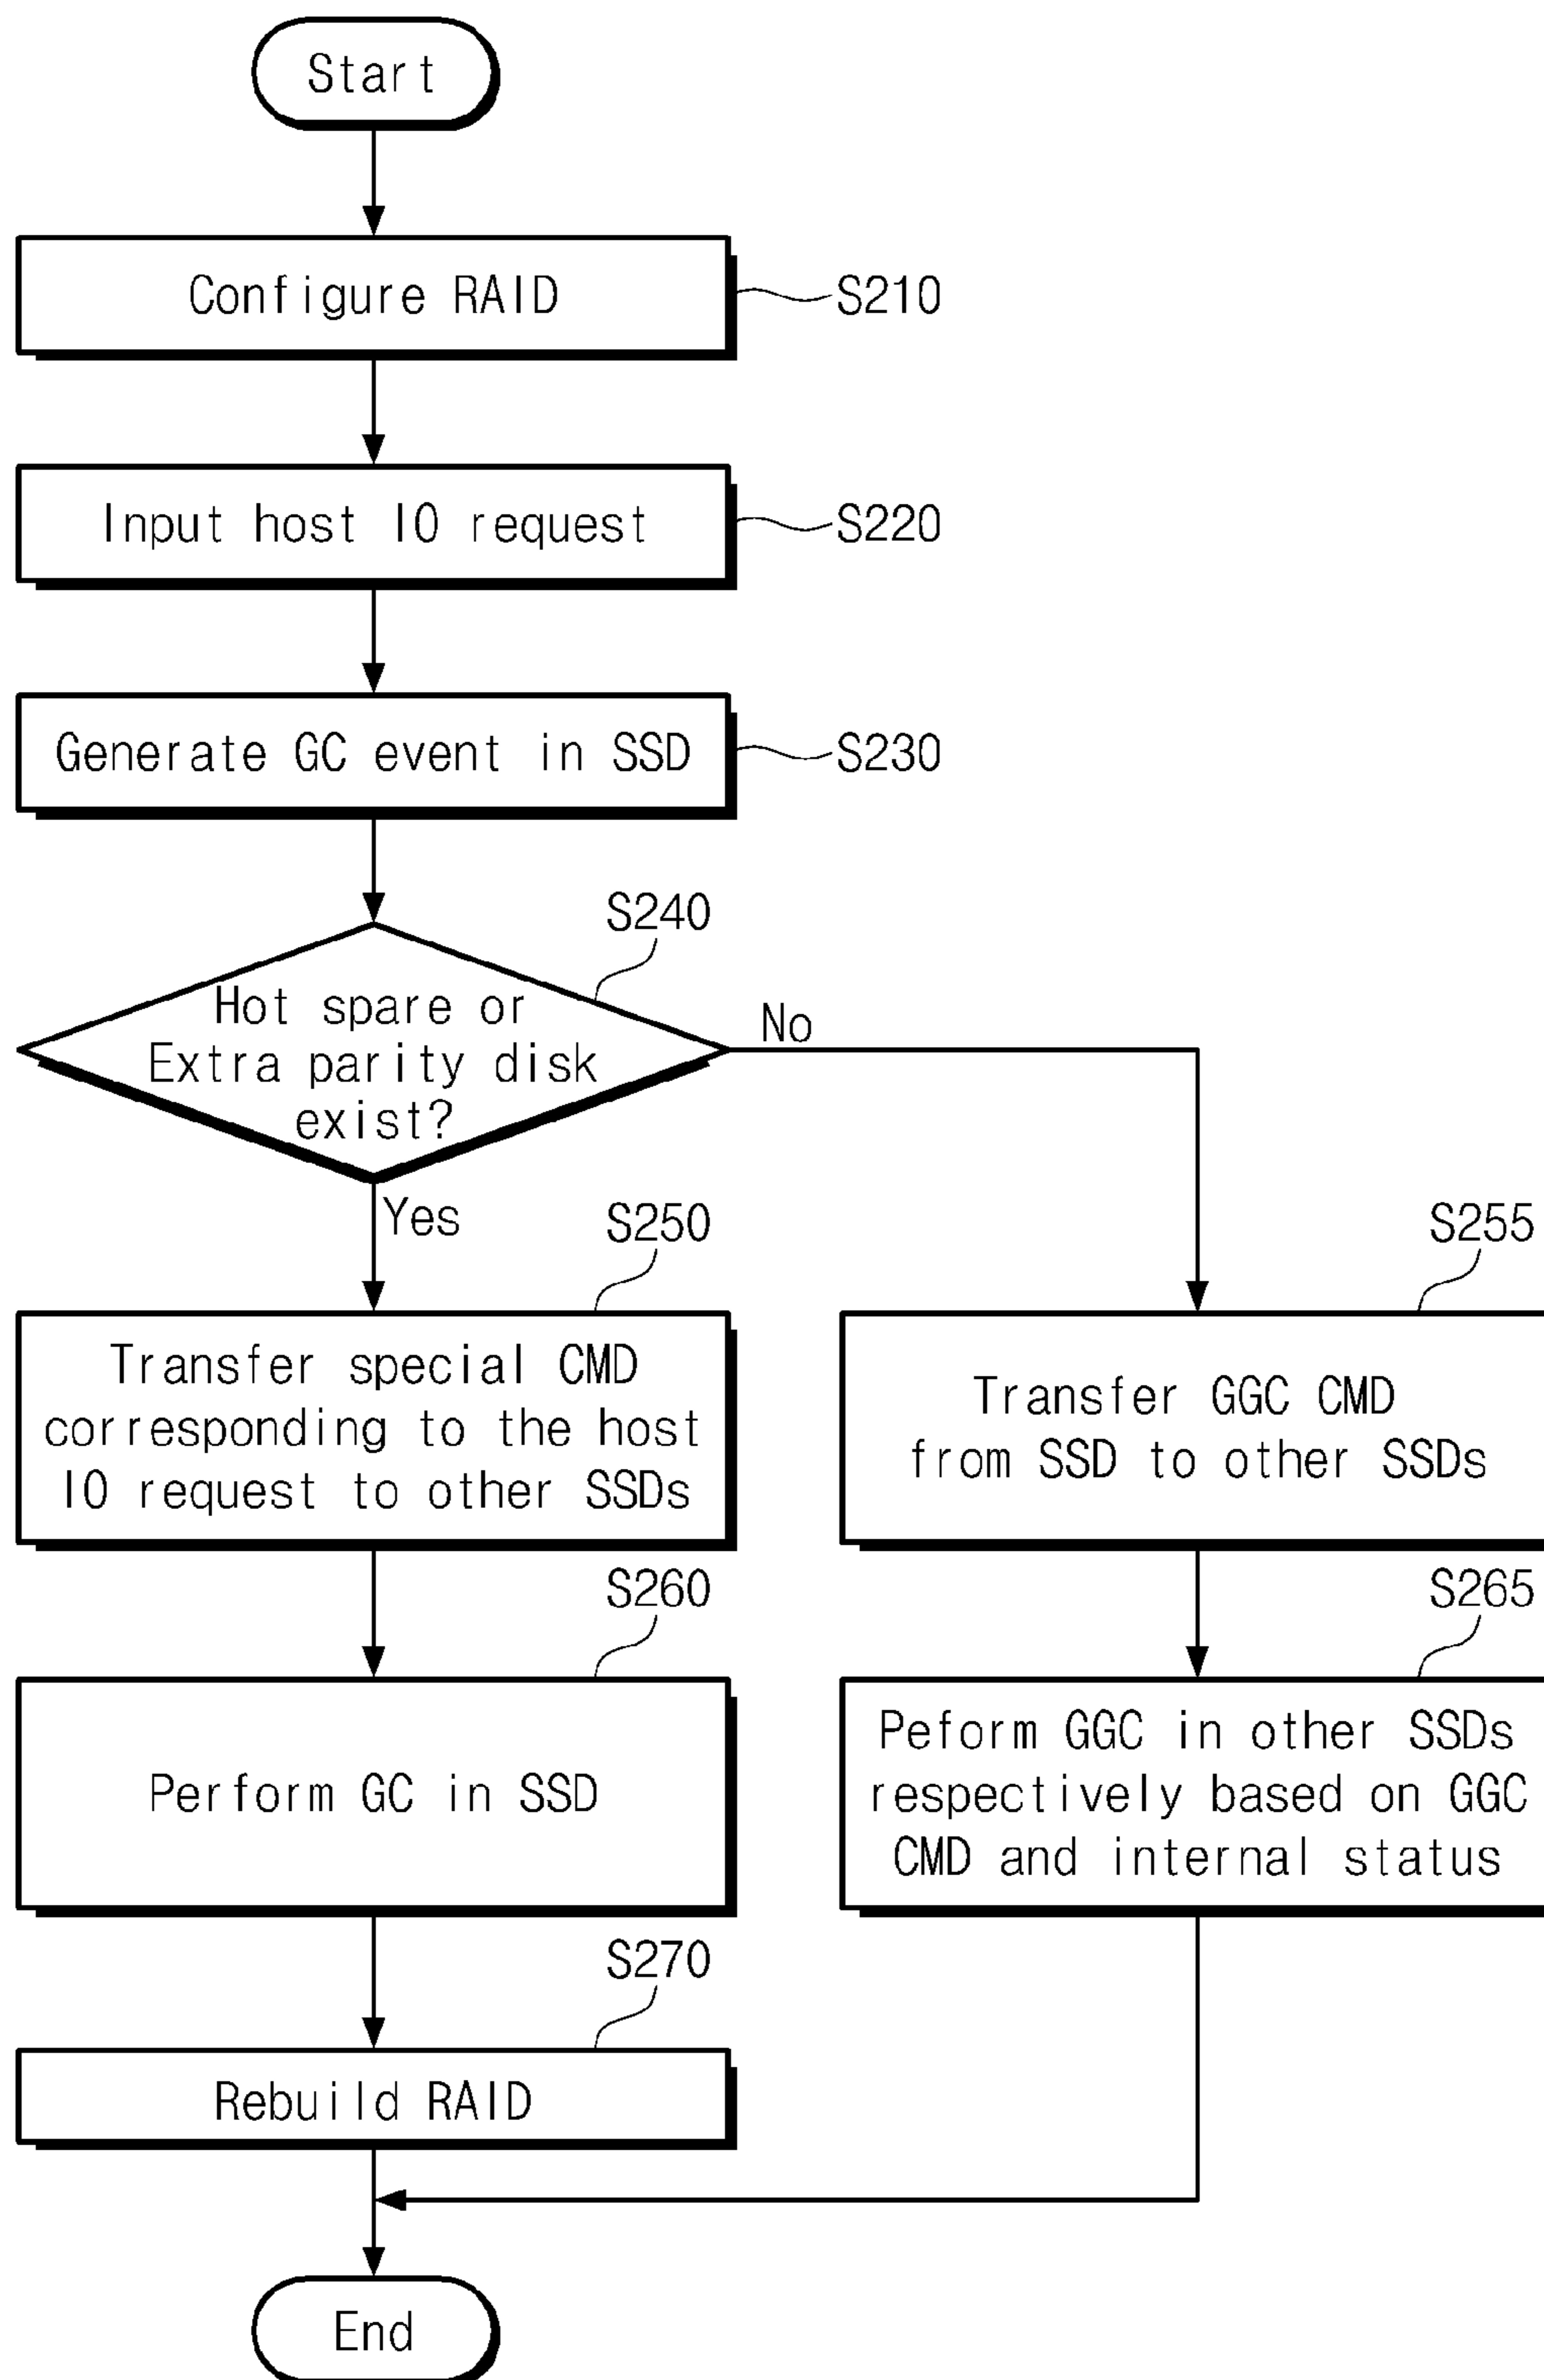 Start
Configure RAID
S210
Input host IO request
S220
Generate GC event in SSD
S230
S240
Hot spare or
Extra parity disk
exist?
No
Yes
S250
Transfer special CMD
corresponding to the host
IO request to other SSDs
S255
Transfer GGC CMD
from SSD to other SSDs
S260
Perform GC in SSD
S265
Peform GGC in other SSDs
respectively based on GGC
CMD and internal status
S270
Rebuild RAID
End